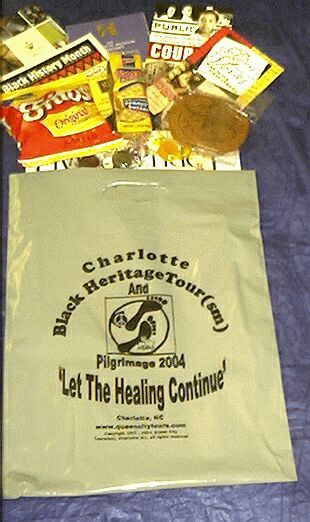 PUBLIC
COUP
Black History Month
Fritos
Original
Charlotte
Black HeritageTour(sm)
And
Pilgrimage 2004
"Let The Healing Continue"
Charlotte, NC
www.queencitytours.com